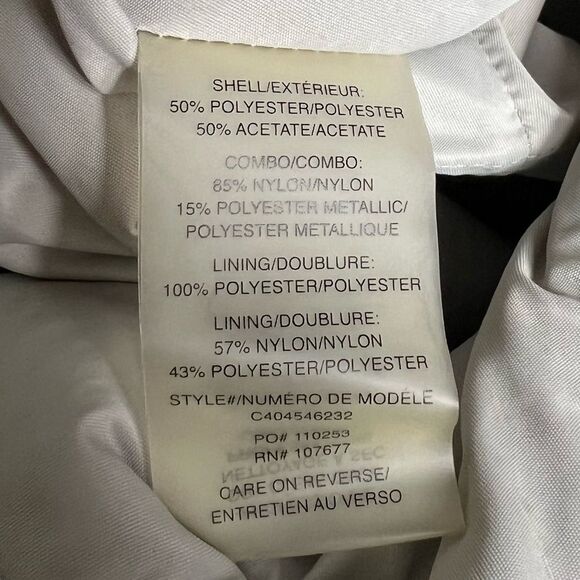 SHELL/EXTÉRIEUR:
50% POLYESTER/POLYESTER
50% ACETATE/ACETATE
COMBO/COMBO:
85% NYLON/NYLON
15% POLYESTER METALLIC/
POLYESTER METALLIQUE
LINING/DOUBLURE:
100% POLYESTER/POLYESTER
LINING/DOUBLURE:
57% NYLON/NYLON
43% POLYESTER/POLYESTER
STYLE#/NUMÉRO DE MODÉLE
C404546232
PO# 110253
RN# 107677
CARE ON REVERSE/
ENTRETIEN AU VERSO